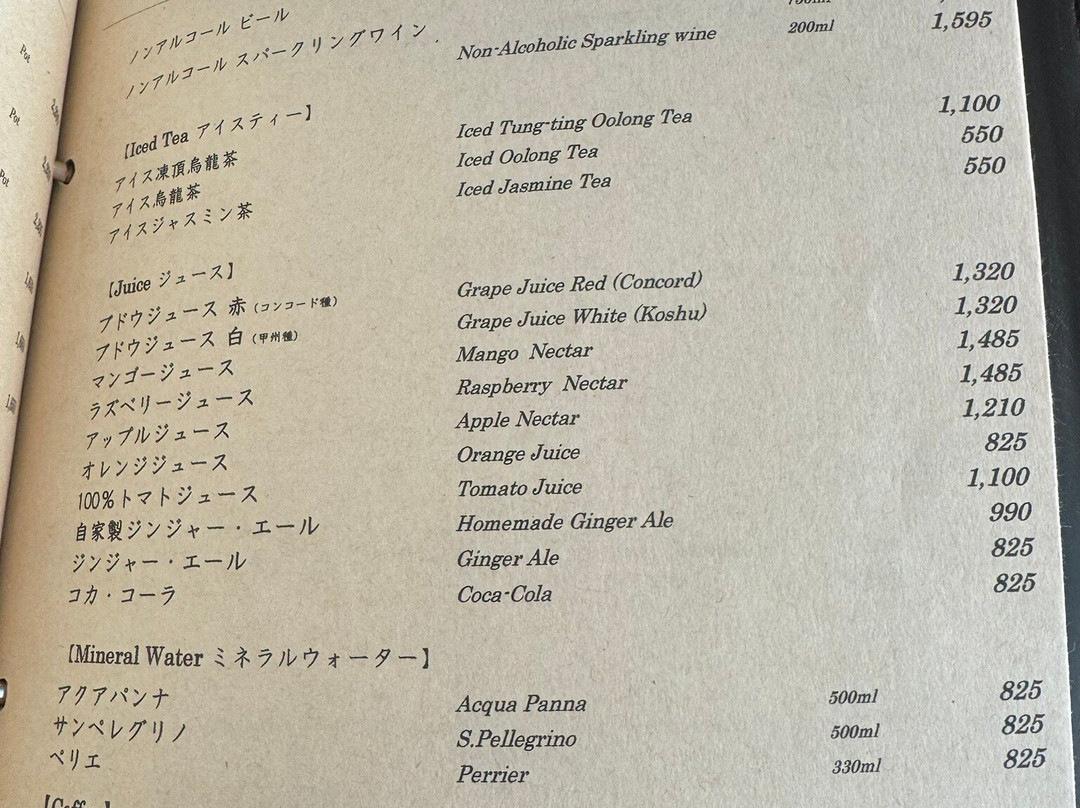 ノンアルコール ビール
ノンアルコール スパークリングワイン Non-Alcoholic Sparkling wine 200ml 1,595
【Iced Tea アイスティー】
アイス凍頂烏龍茶 Iced Tung-ting Oolong Tea 1,100
アイス烏龍茶 Iced Oolong Tea 550
アイスジャスミン茶 Iced Jasmine Tea 550
【Juice ジュース】
ブドウジュース 赤 (コンコード種) Grape Juice Red (Concord) 1,320
ブドウジュース 白 (甲州種) Grape Juice White (Koshu) 1,320
マンゴージュース Mango Nectar 1,485
ラズベリージュース Raspberry Nectar 1,485
アップルジュース Apple Nectar 1,210
オレンジジュース Orange Juice 825
100%トマトジュース Tomato Juice 1,100
自家製ジンジャー・エール Homemade Ginger Ale 990
ジンジャー・エール Ginger Ale 825
コカ・コーラ Coca-Cola 825
【Mineral Water ミネラルウォーター】
アクアパンナ Acqua Panna 500ml 825
サンペレグリノ S.Pellegrino 500ml 825
ペリエ Perrier 330ml 825
Pot
Pot
Pot